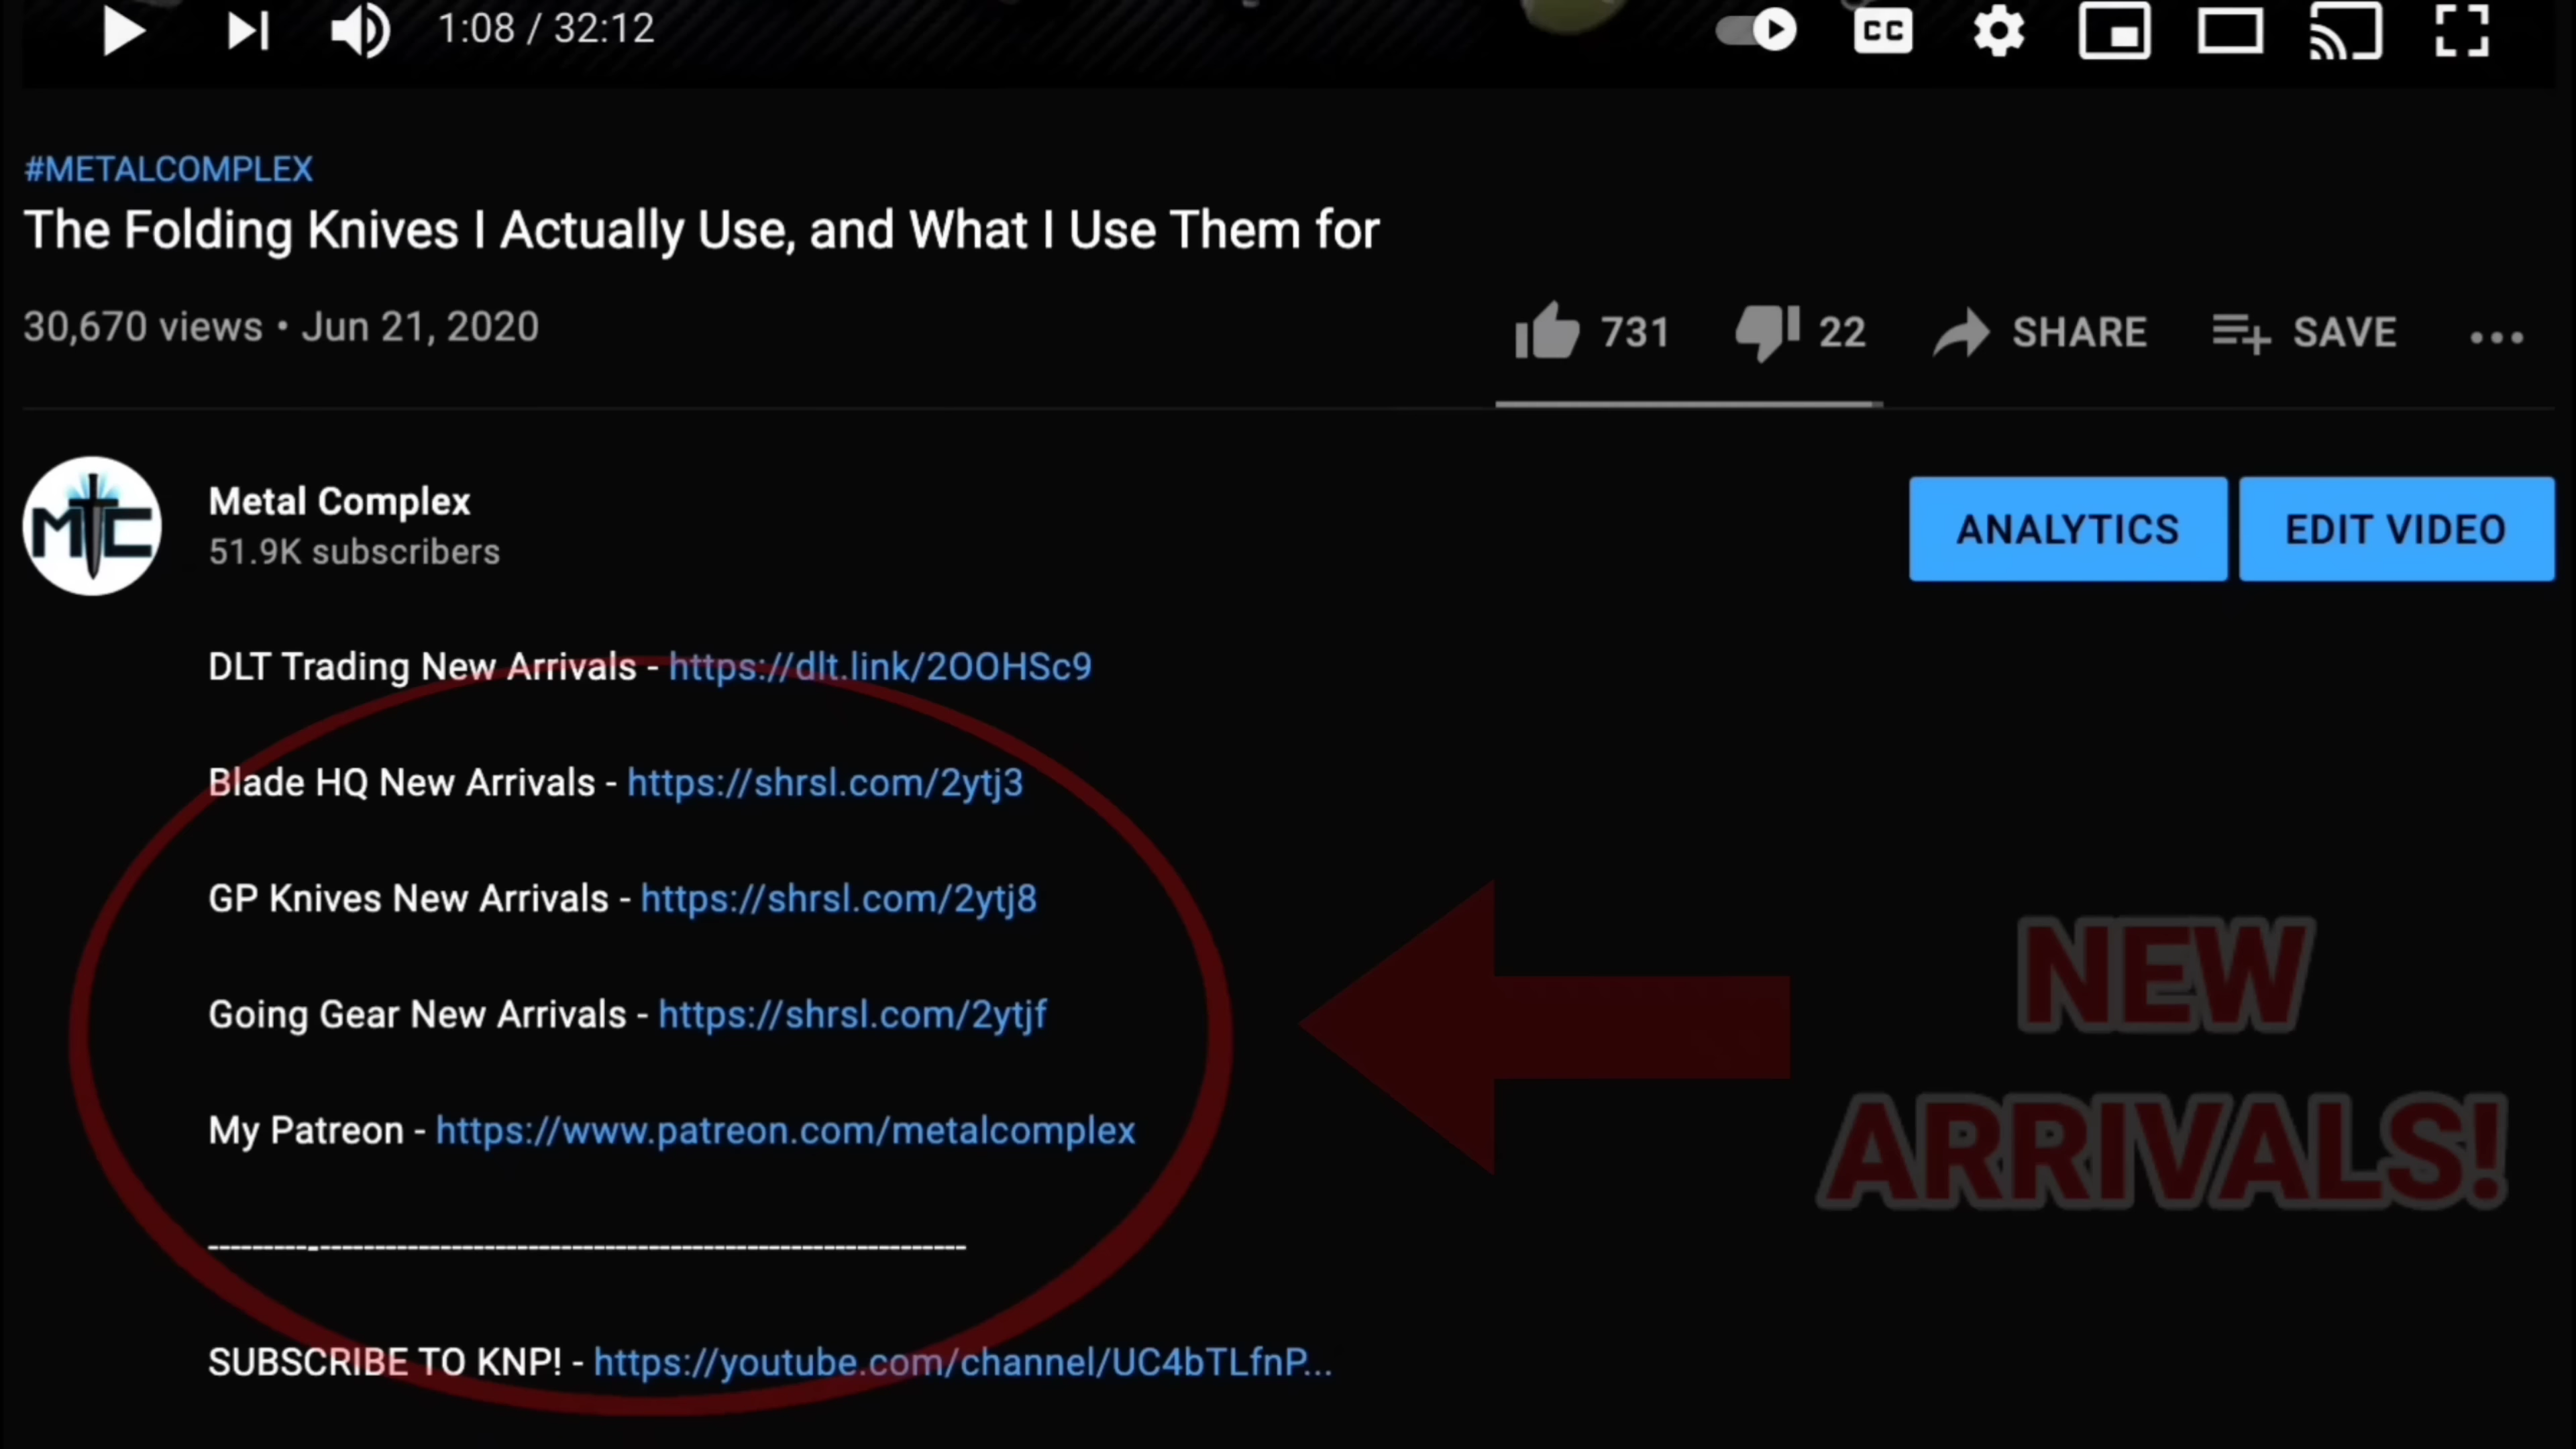 1:08 / 32:12
CC
#METALCOMPLEX
The Folding Knives I Actually Use, and What I Use Them for
30,670 views • Jun 21, 2020
731
22
SHARE
SAVE
MTC
Metal Complex
51.9K subscribers
ANALYTICS
EDIT VIDEO
DLT Trading New Arrivals - https://dlt.link/2OOHSc9
Blade HQ New Arrivals - https://shrsl.com/2ytj3
GP Knives New Arrivals - https://shrsl.com/2ytj8
Going Gear New Arrivals - https://shrsl.com/2ytjf
My Patreon - https://www.patreon.com/metalcomplex
--------------------------------------------------------------
SUBSCRIBE TO KNP! - https://youtube.com/channel/UC4bTLfnP...
NEW
ARRIVALS!